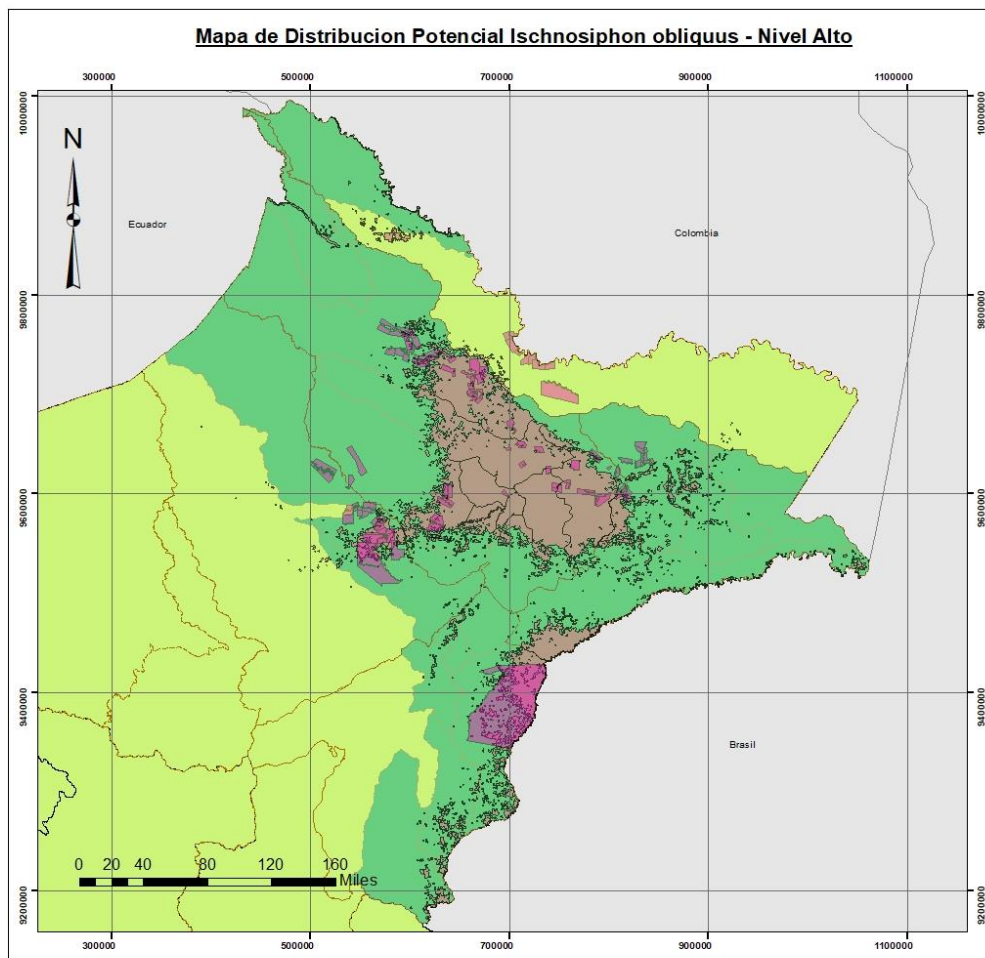 Mapa de Distribucion Potencial Ischnosiphon obliquus - Nivel Alto
300000 500000 700000 900000 1100000
10000000 10000000
N
Ecuador
Colombia
9800000 9800000
9600000 9600000
9400000 9400000
Brasil
0 20 40 80 120 160
Miles
9200000 9200000
300000 500000 700000 900000 1100000